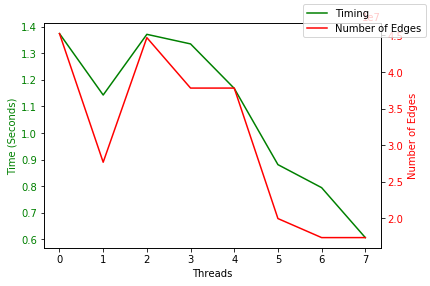 Timing
Number of Edges
1.4
1.3
1.2
1.1
1.0
0.9
0.8
0.7
0.6
Time (Seconds)
4.0
3.5
3.0
2.5
2.0
Number of Edges
0 1 2 3 4 5 6 7
Threads